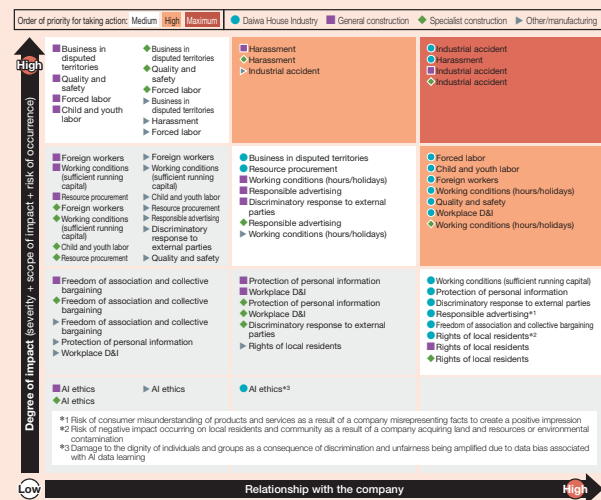 Order of priority for taking action: Medium High Maximum
Daiwa House Industry General construction Specialist construction Other/manufacturing
High
Degree of impact (severity + scope of impact + risk of occurrence)
Business in
disputed
territories
Quality and
safety
Forced labor
Child and youth
labor
Business in
disputed territories
Quality and
safety
Forced labor
Business in
disputed territories
Harassment
Forced labor
Harassment
Harassment
Industrial accident
Industrial accident
Harassment
Industrial accident
Industrial accident
Foreign workers
Working conditions
(sufficient running
capital)
Resource procurement
Foreign workers
Working conditions
(sufficient running
capital)
Child and youth labor
Resource procurement
Foreign workers
Working conditions
(sufficient running
capital)
Child and youth labor
Resource procurement
Responsible advertising
Discriminatory
response to
external parties
Quality and safety
Business in disputed territories
Resource procurement
Working conditions (hours/holidays)
Responsible advertising
Discriminatory response to external
parties
Responsible advertising
Working conditions (hours/holidays)
Forced labor
Child and youth labor
Foreign workers
Working conditions (hours/holidays)
Quality and safety
Workplace D&I
Working conditions (hours/holidays)
Freedom of association and collective
bargaining
Freedom of association and collective
bargaining
Freedom of association and collective
bargaining
Protection of personal information
Workplace D&I
Protection of personal information
Workplace D&I
Protection of personal information
Workplace D&I
Discriminatory response to external
parties
Rights of local residents
Working conditions (sufficient running capital)
Protection of personal information
Discriminatory response to external parties
Responsible advertising*1
Freedom of association and collective bargaining
Rights of local residents*2
Rights of local residents
Rights of local residents
AI ethics
AI ethics
AI ethics
AI ethics*3
*1 Risk of consumer misunderstanding of products and services as a result of a company misrepresenting facts to create a positive impression
*2 Risk of negative impact occurring on local residents and community as a result of a company acquiring land and resources or environmental
contamination
*3 Damage to the dignity of individuals and groups as a consequence of discrimination and unfairness being amplified due to data bias associated
with AI data learning
Low
Relationship with the company
High